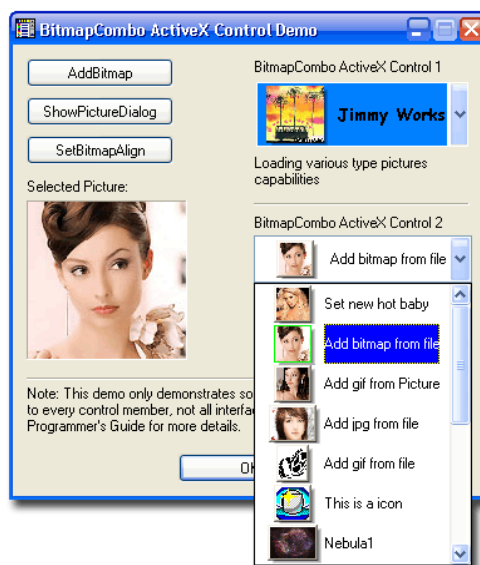 BitmapCombo ActiveX Control Demo
AddBitmap
ShowPictureDialog
SetBitmapAlign
Selected Picture:
BitmapCombo ActiveX Control 1
Jimmy Works
Loading various type pictures
capabilities
BitmapCombo ActiveX Control 2
Add bitmap from file
Set new hot baby
Add bitmap from file
Add gif from Picture
Add jpg from file
Add gif from file
This is a icon
Nebula1
Note: This demo only demonstrates
to every control member, not all
Programmer's Guide for more details.